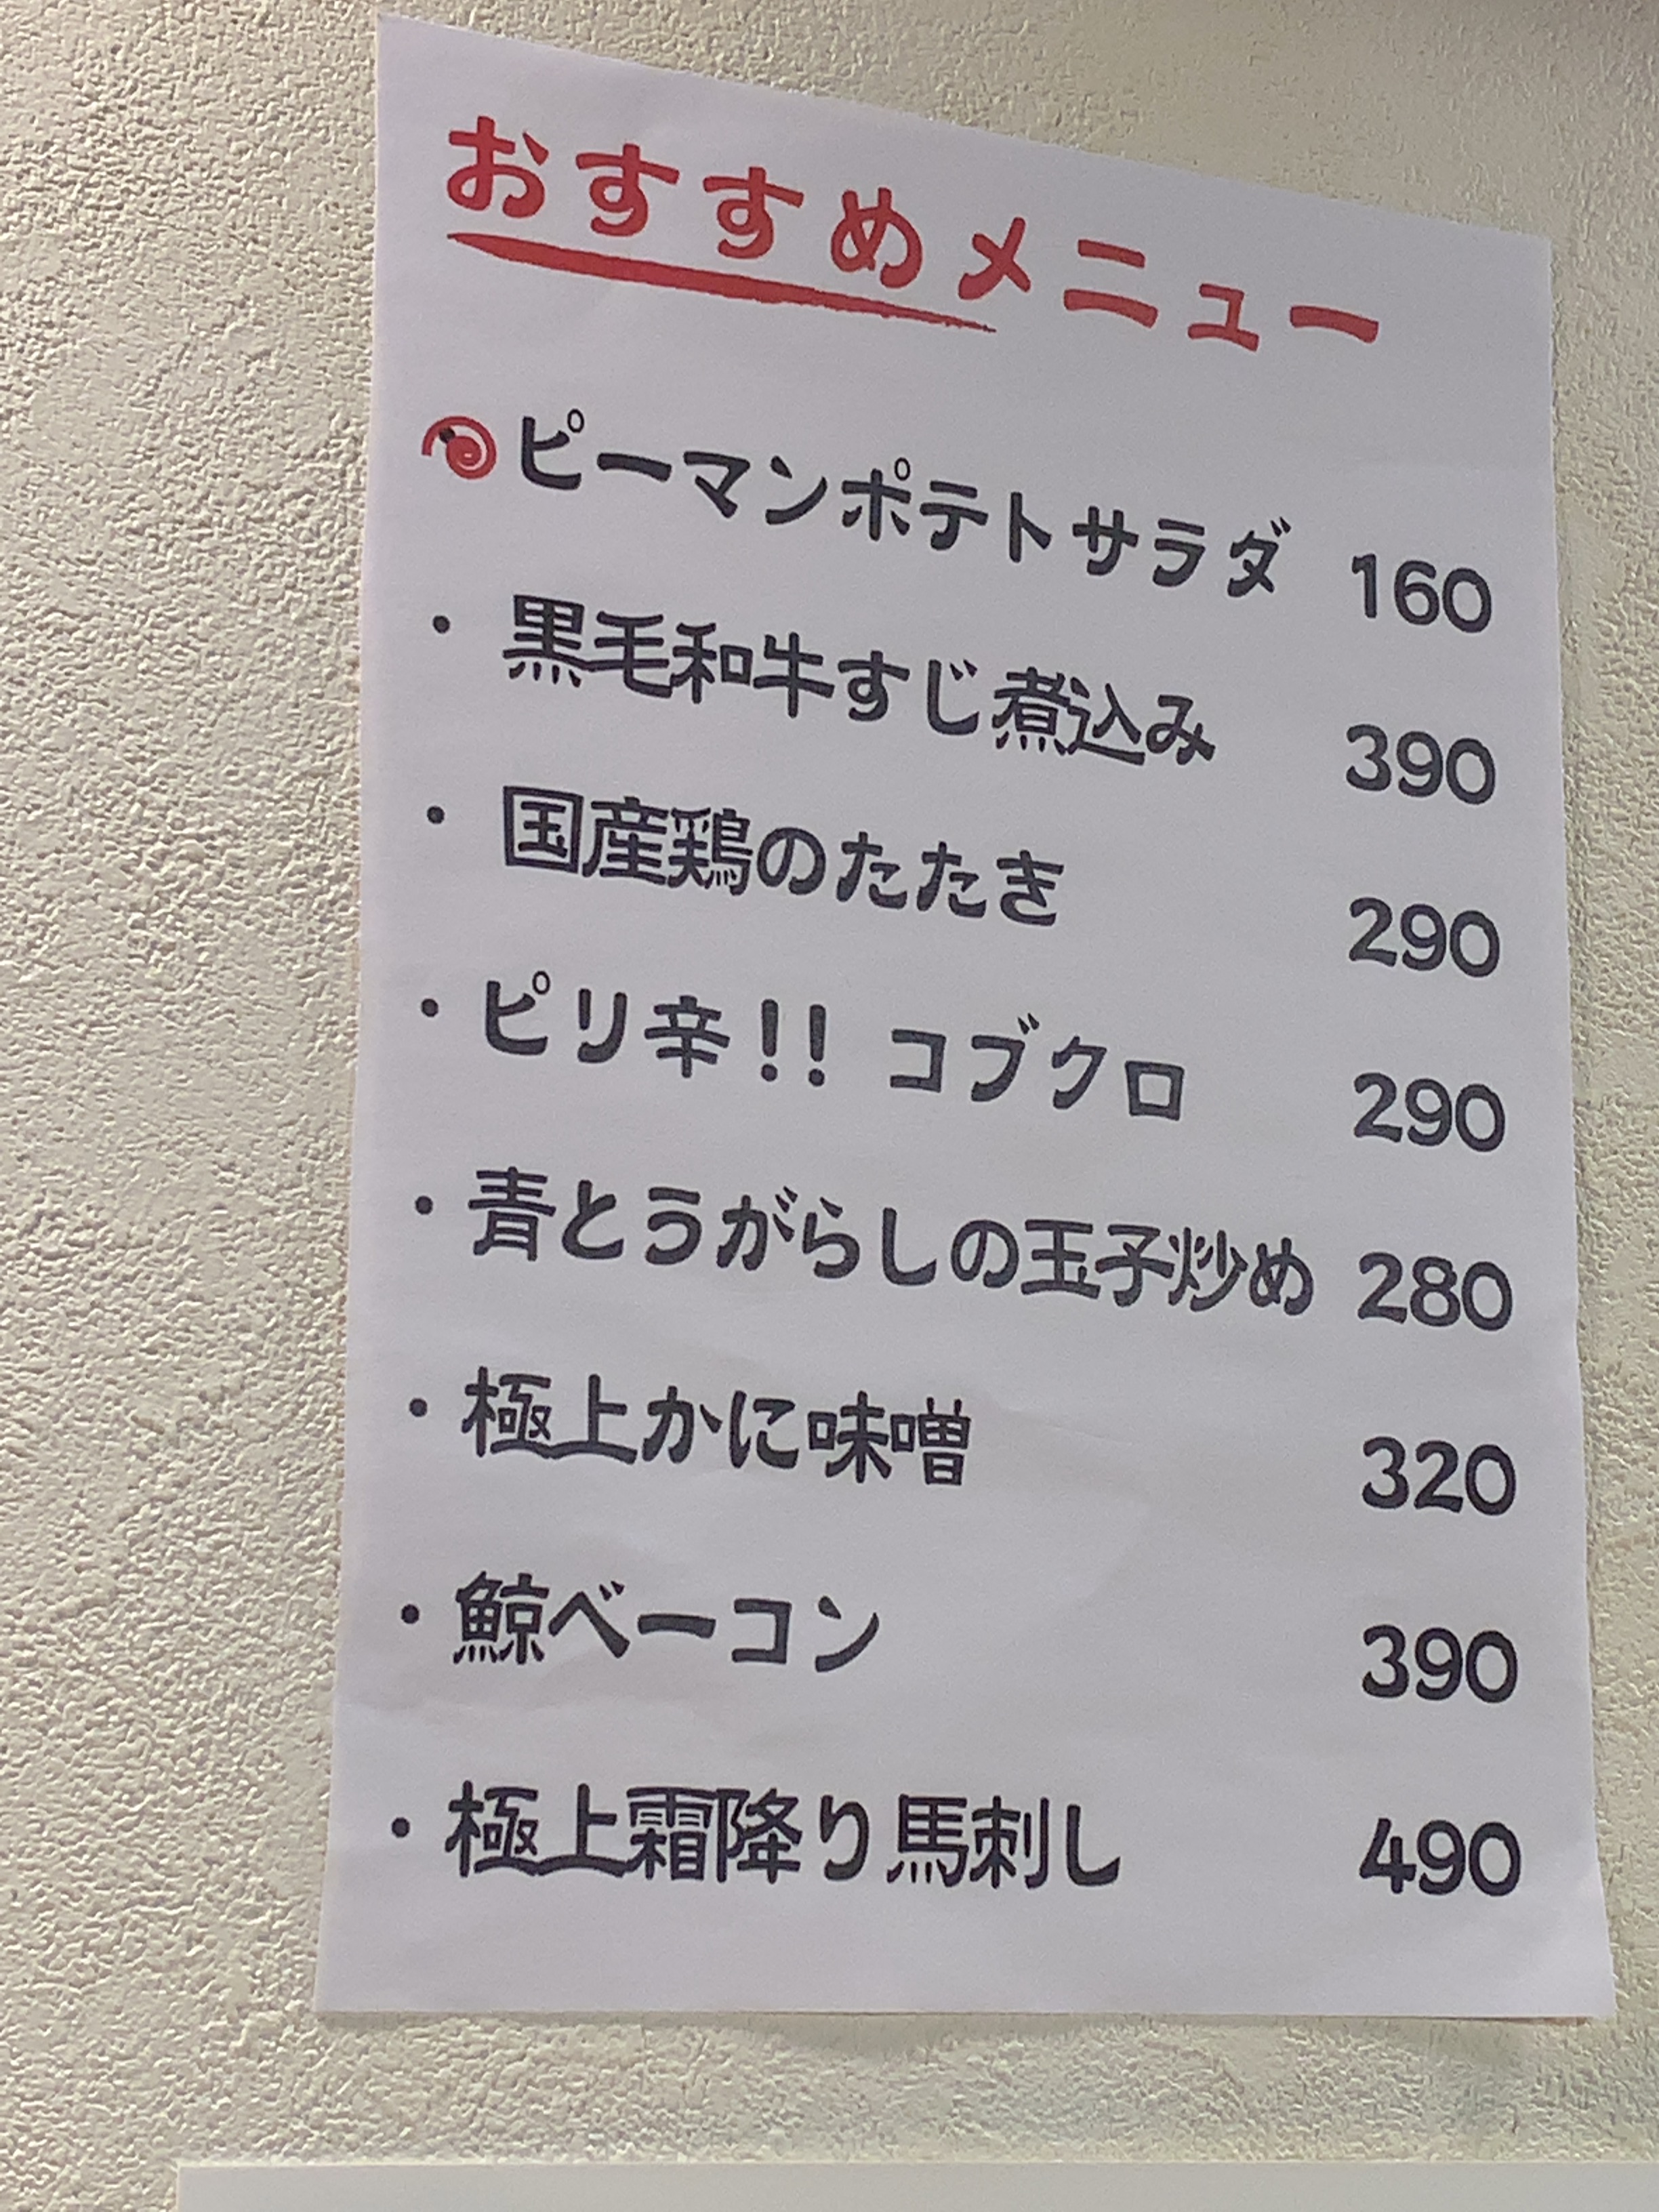 おすすめメニュー
ピーマンポテトサラダ 160
・ 黒毛和牛すじ煮込み 390
・ 国産鶏のたたき 290
・ ピリ辛!! コブクロ 290
・ 青とうがらしの玉子炒め 280
・ 極上かに味噌 320
・ 鯨ベーコン 390
・ 極上霜降り馬刺し 490